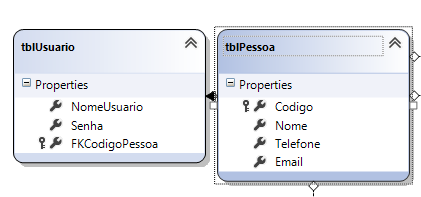 tblUsuario
Properties
NomeUsuario
Senha
FKCodigoPessoa
tblPessoa
Properties
Codigo
Nome
Telefone
Email